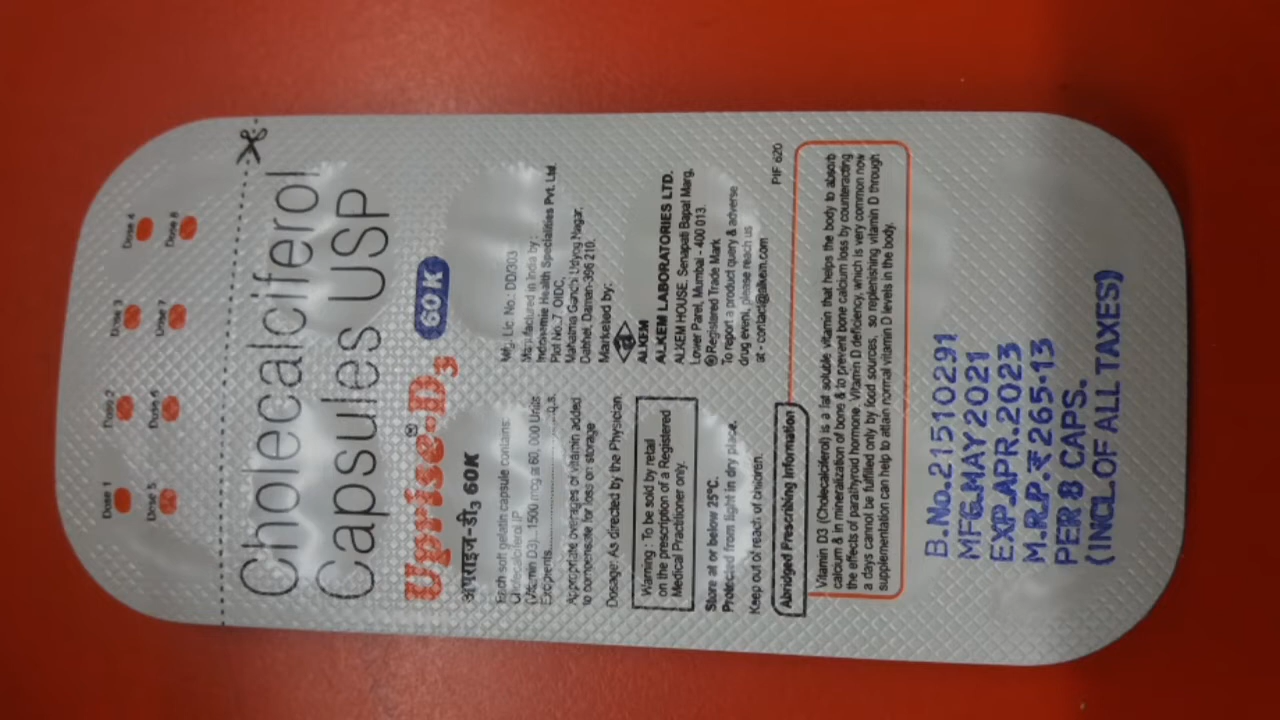 Dose 1 Dose 2 Dose 3 Dose 4
Dose 5 Dose 6 Dose 7 Dose 8
Cholecalciferol
Capsules USP
Uprise-D3 60K
®
अपराइज-डी3 60K
Each soft gelatin capsule contains:
Cholecalciferol IP
(Vitamin D3). 1500 mcg a 60,000 Units
Excipients..........q.s.
Appropriate overages of vitamin added
to compensate for loss on storage
Dosage: As directed by the Physician
Warning : To be sold by retail
on the prescription of a Registered
Medical Practitioner only.
Store at or below 25°C.
Protected from light in dry place.
Keep out of reach of children.
Mfg. Lic. No.: DD/303
Manufactured in India by :
Health Specialities Pvt. Ltd.
Plot No. 7, OIDC,
Mahatma Gandhi Udyog Nagar,
Dabhel, Daman-396 210.
Marketed by:
ALKEM
ALKEM LABORATORIES LTD.
ALKEM HOUSE, Senapati Bapat Marg,
Lower Parel, Mumbai - 400 013.
® Registered Trade Mark
To report a product query & adverse
drug event, please reach us
at - contact@alkem.com
PIF 620
Abridged Prescribing Information
Vitamin D3 (Cholecalciferol) is a fat soluble vitamin that helps the body to absorb
calcium & in mineralization of bone & to prevent bone calcium loss by counteracting
the effects of parathyroid hormone. Vitamin D deficiency, which is very common now
a days cannot be fulfilled only by food sources, so replenishing vitamin D through
supplementation can help to attain normal vitamin D levels in the body.
B.No.21510291
MFG.MAY2021
EXP.APR.2023
M.R.P.₹265.13
PER 8 CAPS.
(INCL.OF ALL TAXES)